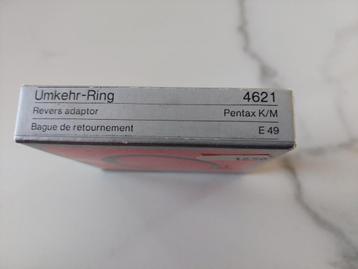 Umkehr-Ring 4621
Revers adaptor Pentax K/M
Bague de retournement E 49